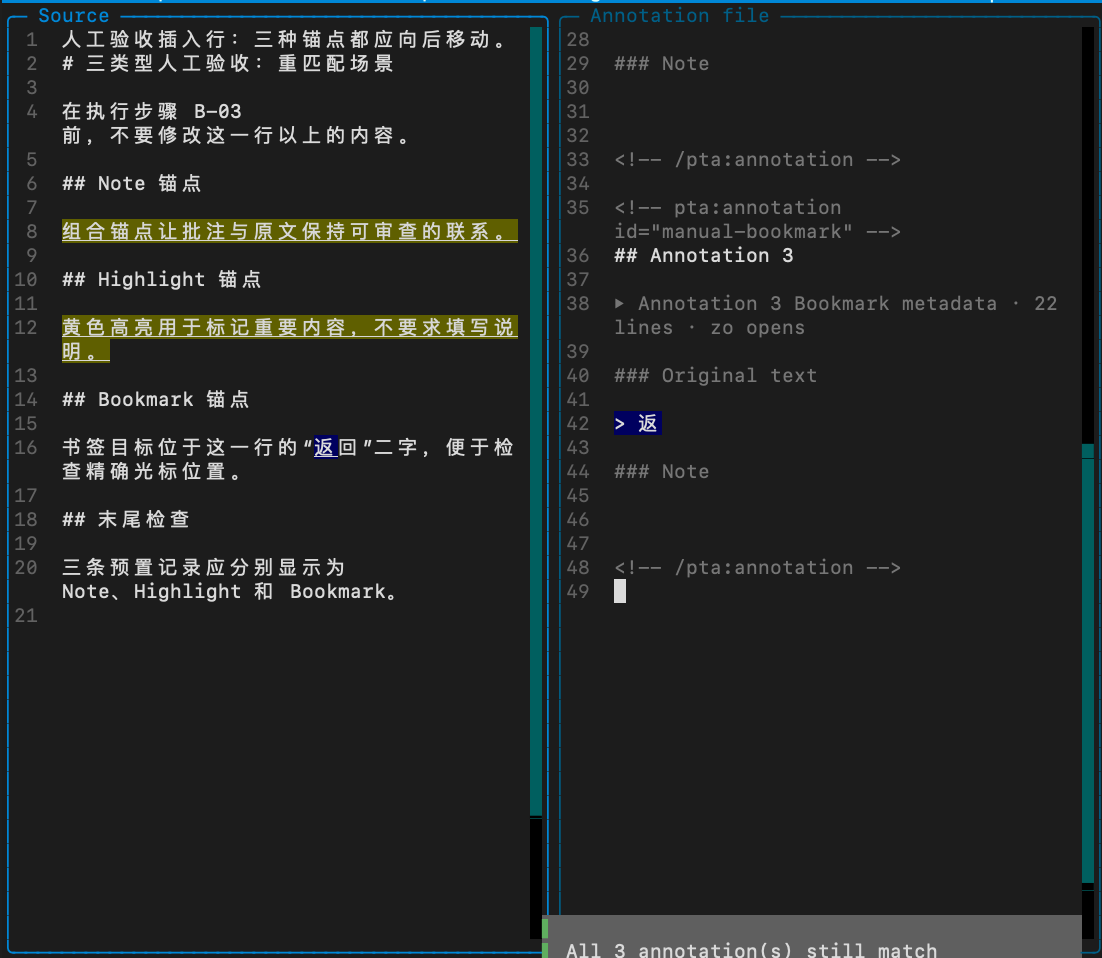 Source
1 人工验收插入行：三种锚点都应向后移动。
2 # 三类型人工验收：重匹配场景
3
4 在执行步骤 B-03
前，不要修改这一行以上的内容。
5
6 ## Note 锚点
7
8 组合锚点让批注与原文保持可审查的联系。
9
10 ## Highlight 锚点
11
12 黄色高亮用于标记重要内容，不要求填写说
明。
13
14 ## Bookmark 锚点
15
16 书签目标位于这一行的“返回”二字，便于检
查精确光标位置。
17
18 ## 末尾检查
19
20 三条预置记录应分别显示为
Note、Highlight 和 Bookmark。
21
Annotation file
28
29 ### Note
30
31
32
33 <!-- /pta:annotation -->
34
35 <!-- pta:annotation
id="manual-bookmark" -->
36 ## Annotation 3
37
38 ▶ Annotation 3 Bookmark metadata · 22
lines · zo opens
39
40 ### Original text
41
42 > 返
43
44 ### Note
45
46
47
48 <!-- /pta:annotation -->
49
All 3 annotation(s) still match